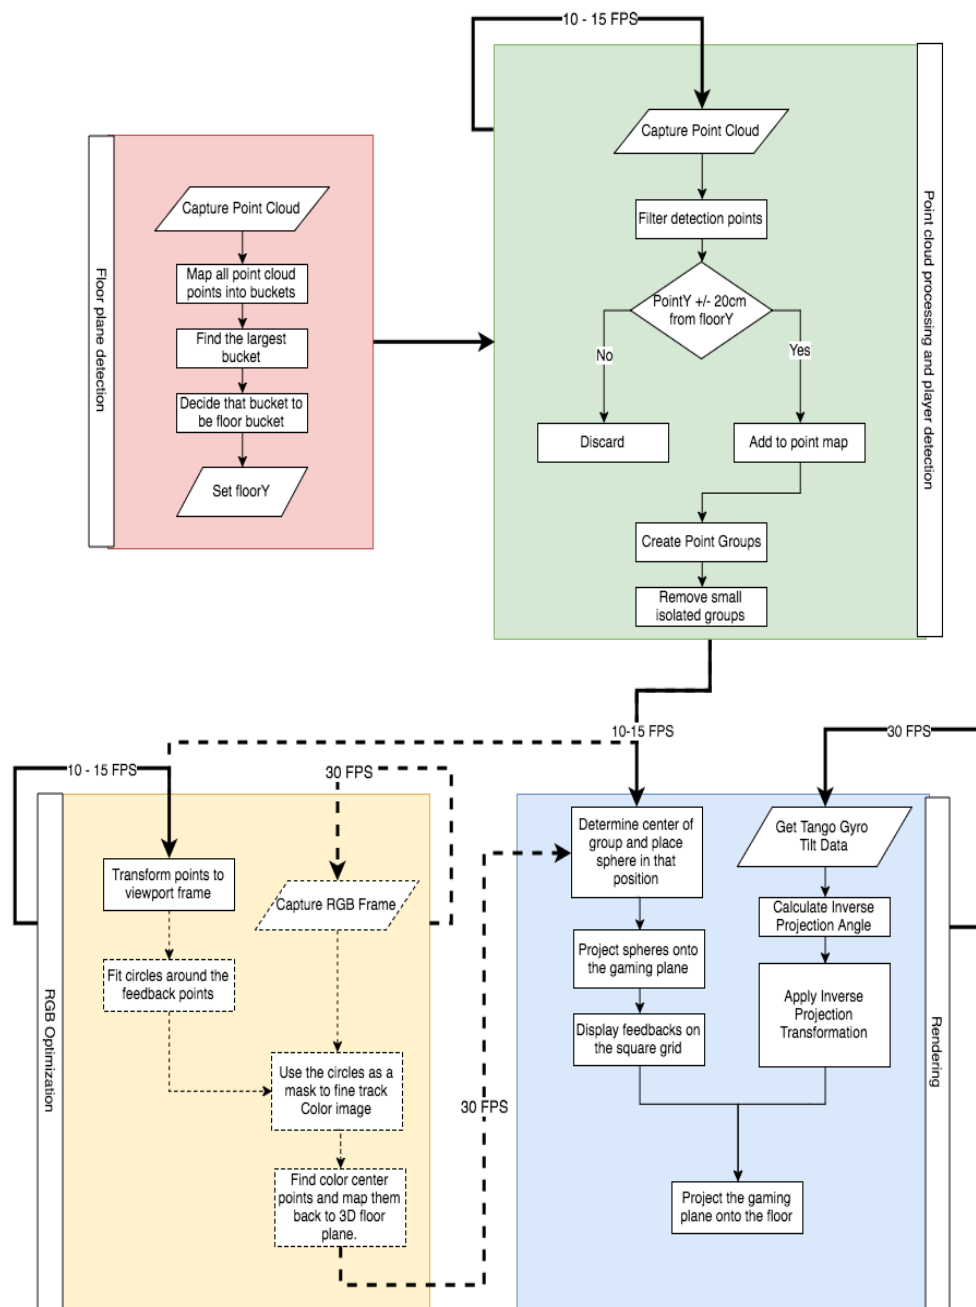 10 - 15 FPS
Capture Point Cloud
Filter detection points
PointY +/- 20cm
from floorY
No
Yes
Discard
Add to point map
Create Point Groups
Remove small
isolated groups
Point cloud processing and player detection
Floor plane detection
Capture Point Cloud
Map all point cloud
points into buckets
Find the largest
bucket
Decide that bucket to
be floor bucket
Set floorY
10-15 FPS
30 FPS
10 - 15 FPS
30 FPS
RGB Optimization
Transform points to
viewport frame
Capture RGB Frame
Fit circles around the
feedback points
Use the circles as a
mask to fine track
Color image
Find color center
points and map them
back to 3D floor
plane.
30 FPS
Determine center of
group and place
sphere in that
position
Project spheres onto
the gaming plane
Display feedbacks on
the square grid
Get Tango Gyro
Tilt Data
Calculate Inverse
Projection Angle
Apply Inverse
Projection
Transformation
Project the gaming
plane onto the floor
Rendering